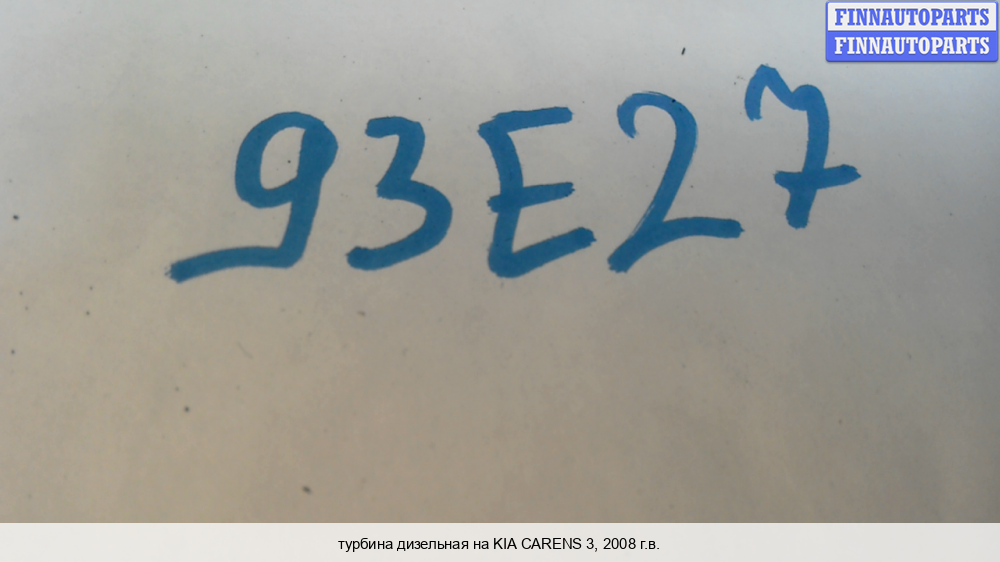 FINNAUTOPARTS
FINNAUTOPARTS
93E27
турбина дизельная на KIA CARENS 3, 2008 г.в.